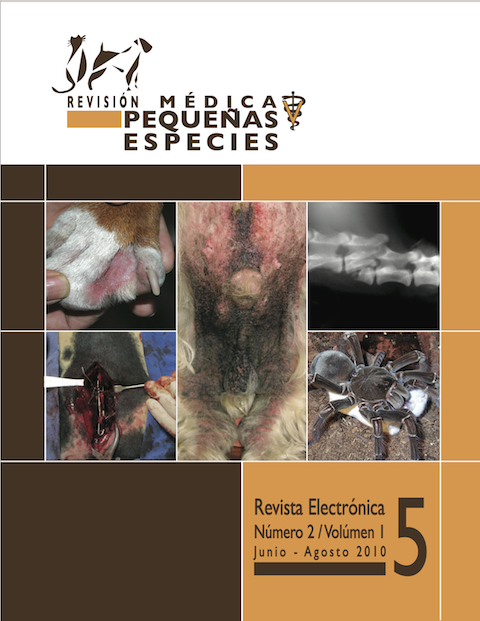 REVISIÓN MÉDICA
PEQUEÑAS
ESPECIES
Revista Electrónica
Número 2 / Volúmen 1
Junio - Agosto 2010
5